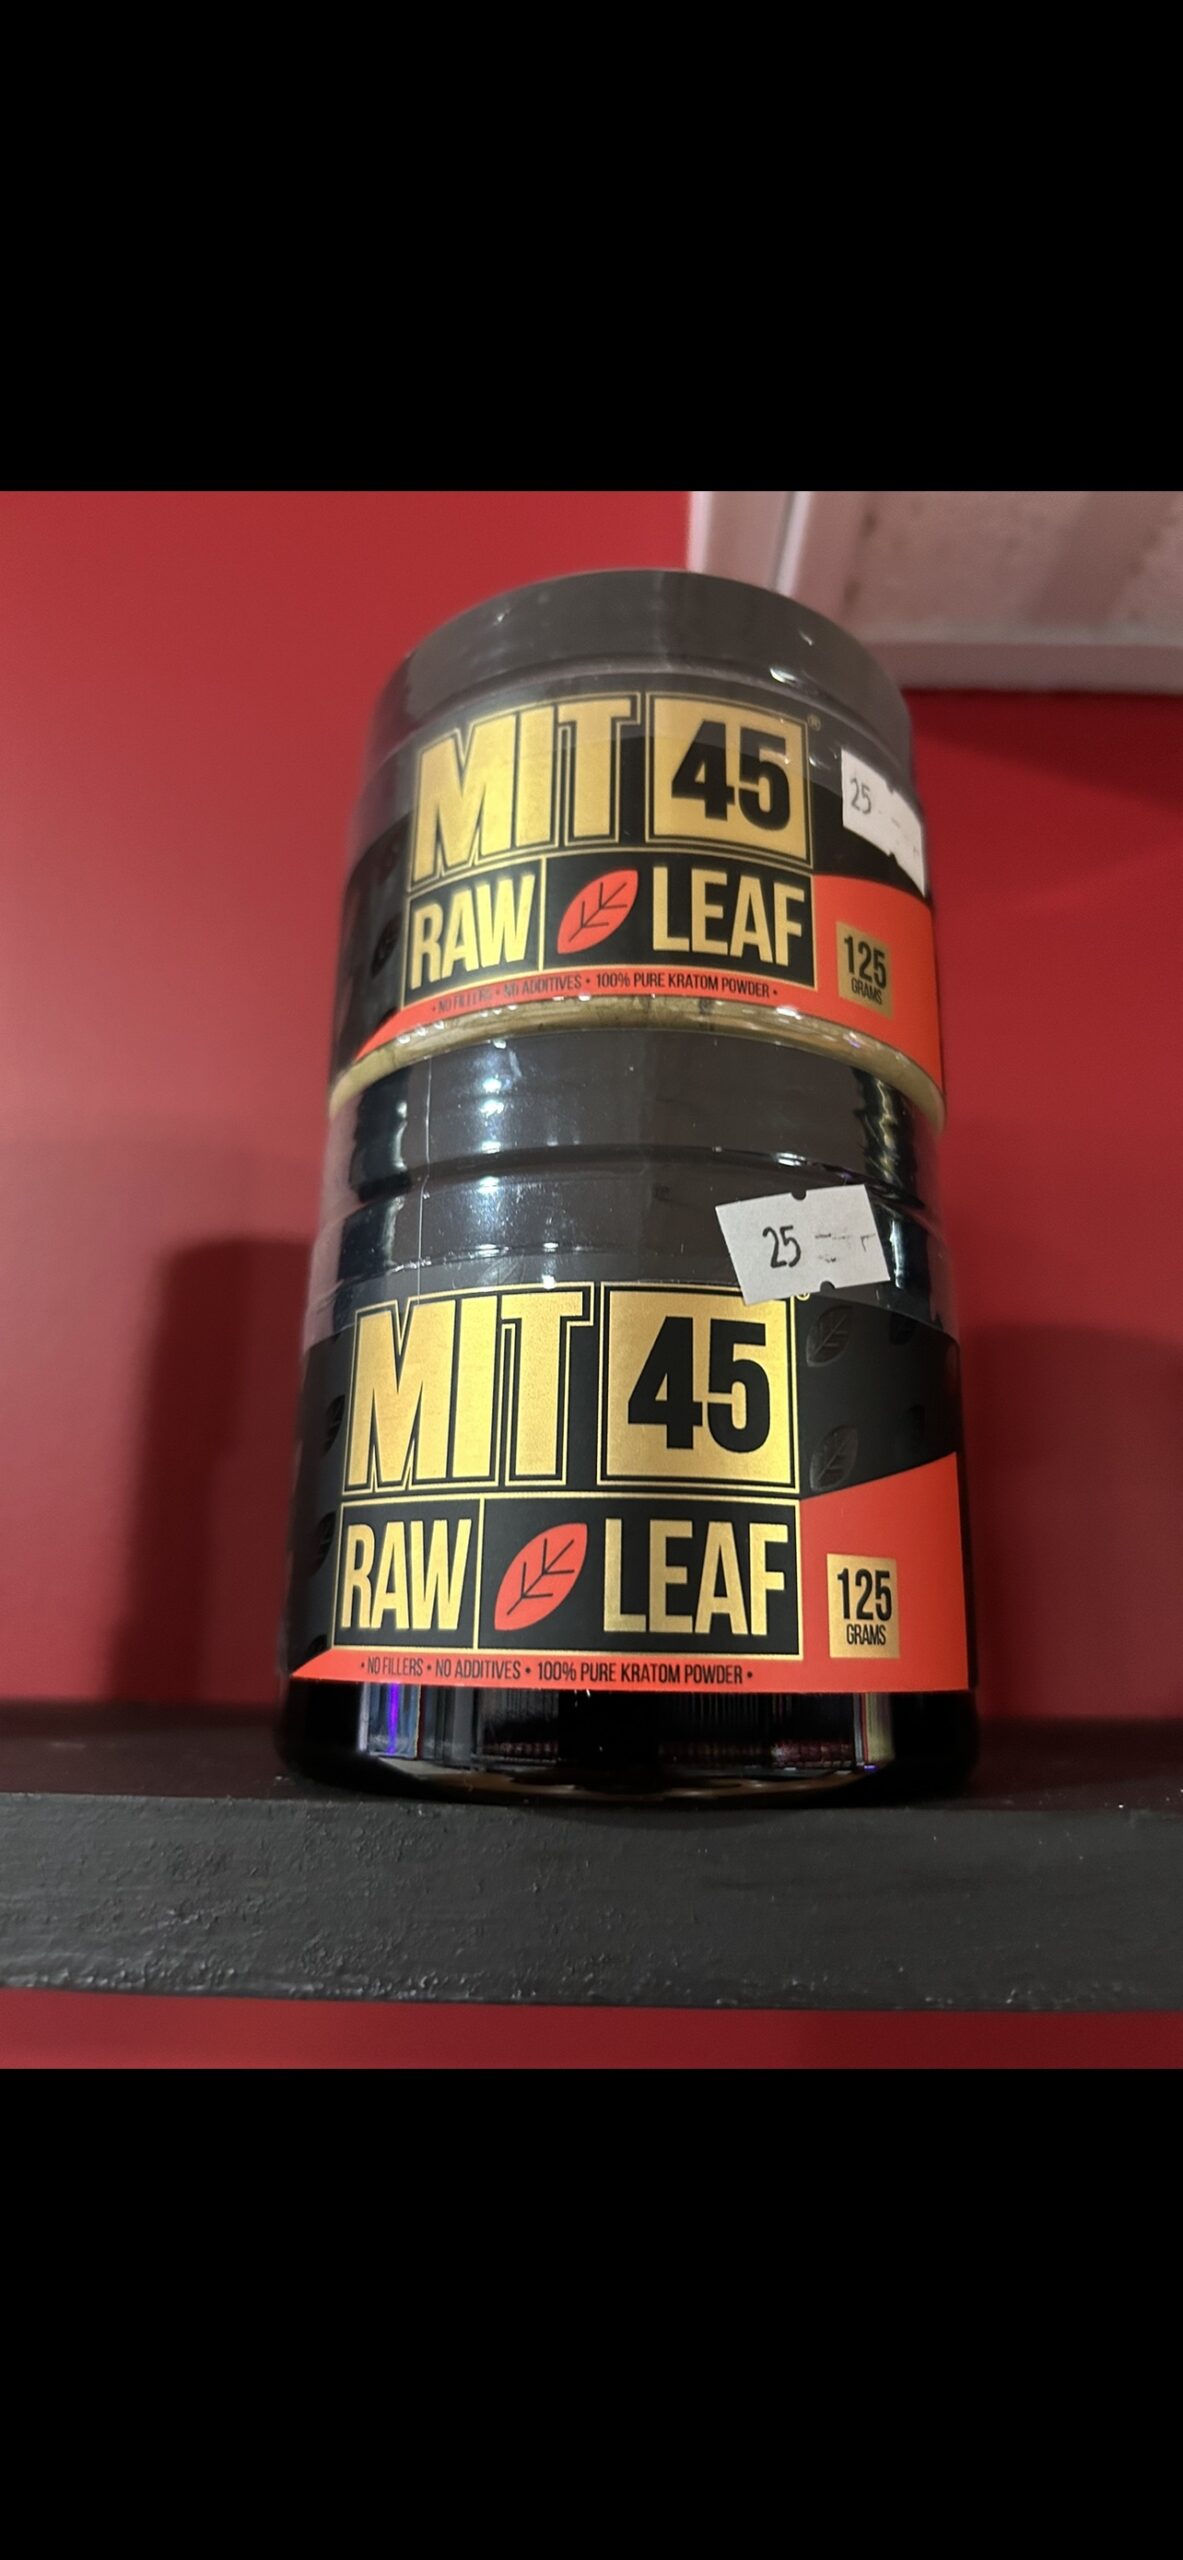 MIT 45®
25
RAW LEAF
125
GRAMS
• NO FILLERS • NO ADDITIVES • 100% PURE KRATOM POWDER •
25
MIT 45®
RAW LEAF
125
GRAMS
• NO FILLERS • NO ADDITIVES • 100% PURE KRATOM POWDER •